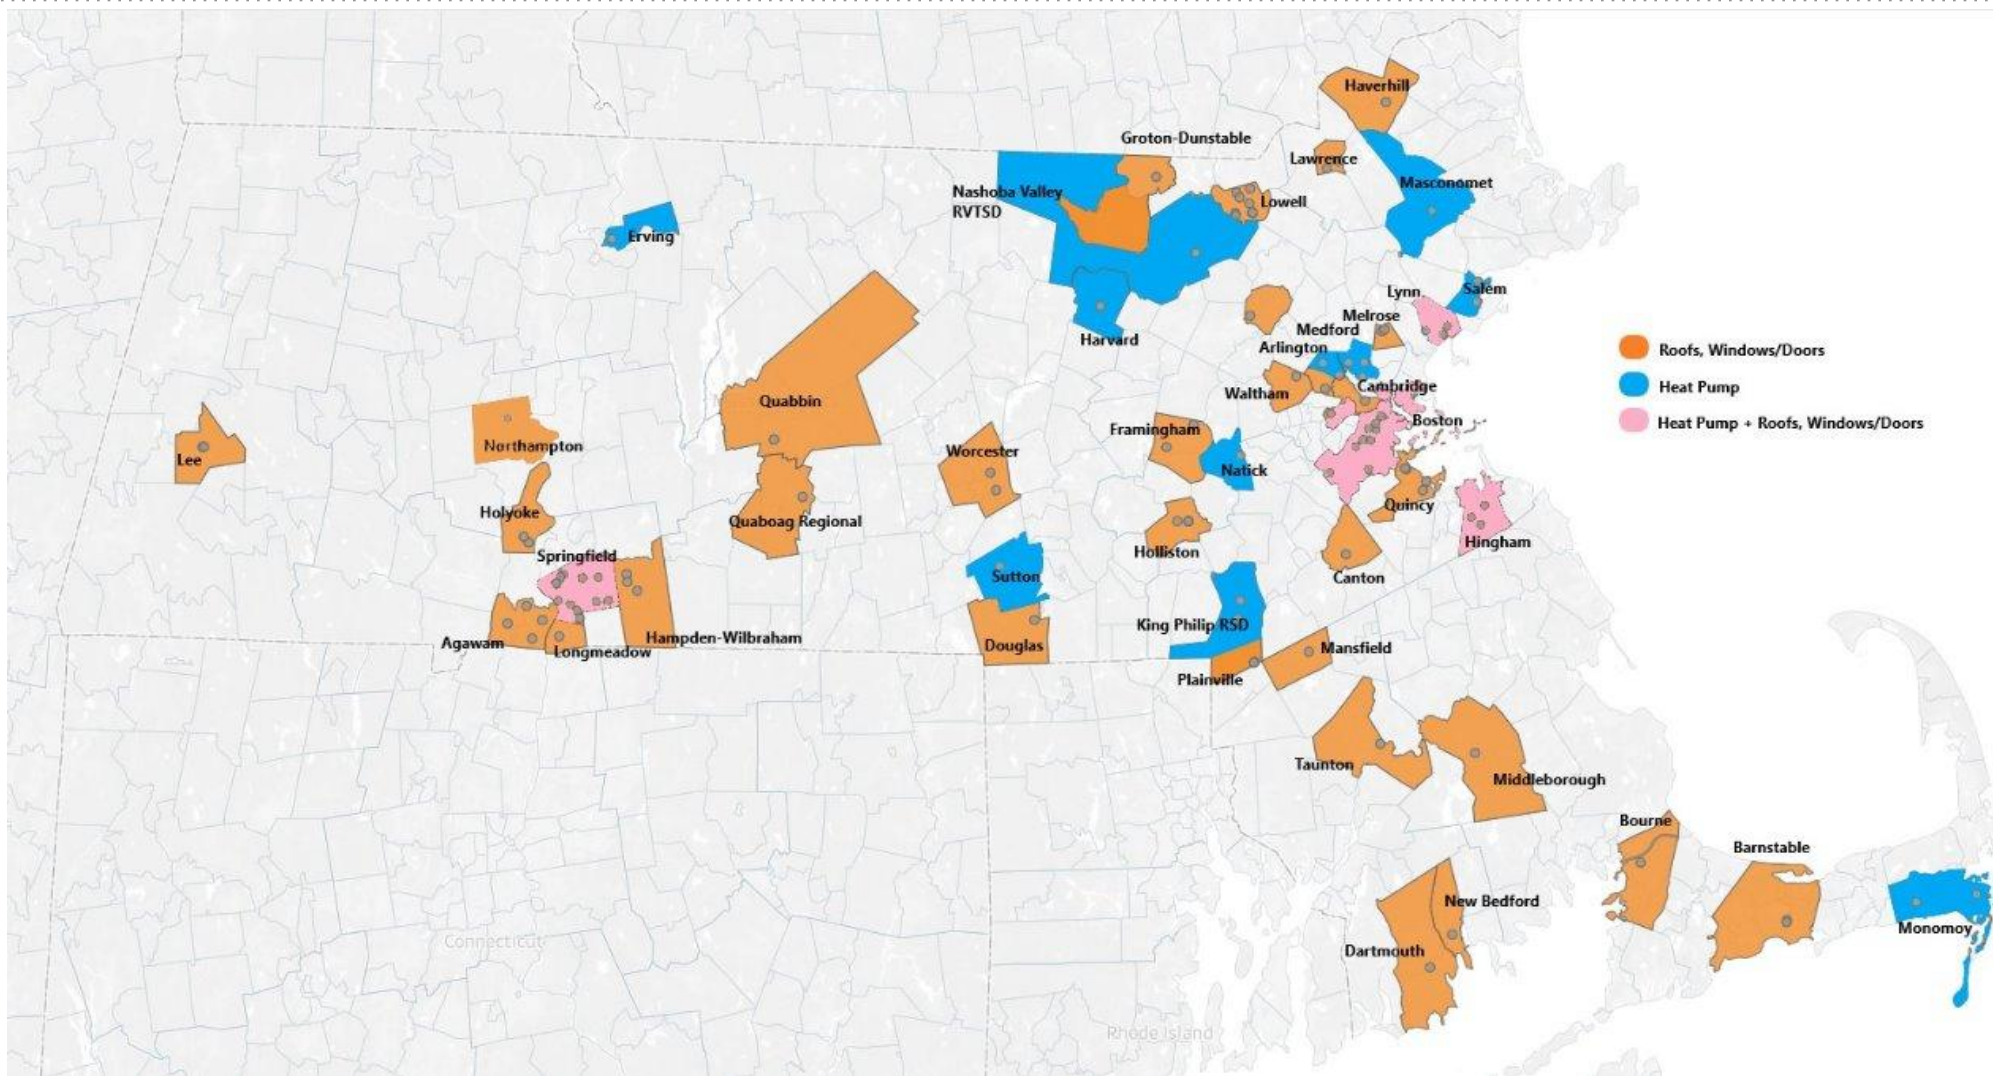 Haverhill
Groton-Dunstable
Lawrence
Masconomet
Nashoba Valley
RVTSD
Lowell
Erving
Salem
Lynn
Melrose
Medford
Harvard
Arlington
Roofs, Windows/Doors
Heat Pump
Heat Pump + Roofs, Windows/Doors
Cambridge
Waltham
Quabbin
Boston
Framingham
Northampton
Worcester
Lee
Natick
Quincy
Holyoke
Quaboag Regional
Hingham
Holliston
Springfield
Sutton
Canton
King Philip RSD
Hampden-Wilbraham
Agawam
Douglas
Longmeadow
Mansfield
Plainville
Taunton
Middleborough
Bourne
Barnstable
New Bedford
Monomoy
Connecticut
Dartmouth
Rhode Island